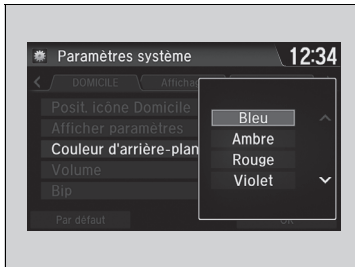 Paramètres système
12:34
DOMICILE
Posit. icône Domicile
Afficher paramètres
Couleur d'arrière-plan
Volume
Bip
Par défaut
Bleu
Ambre
Rouge
Violet